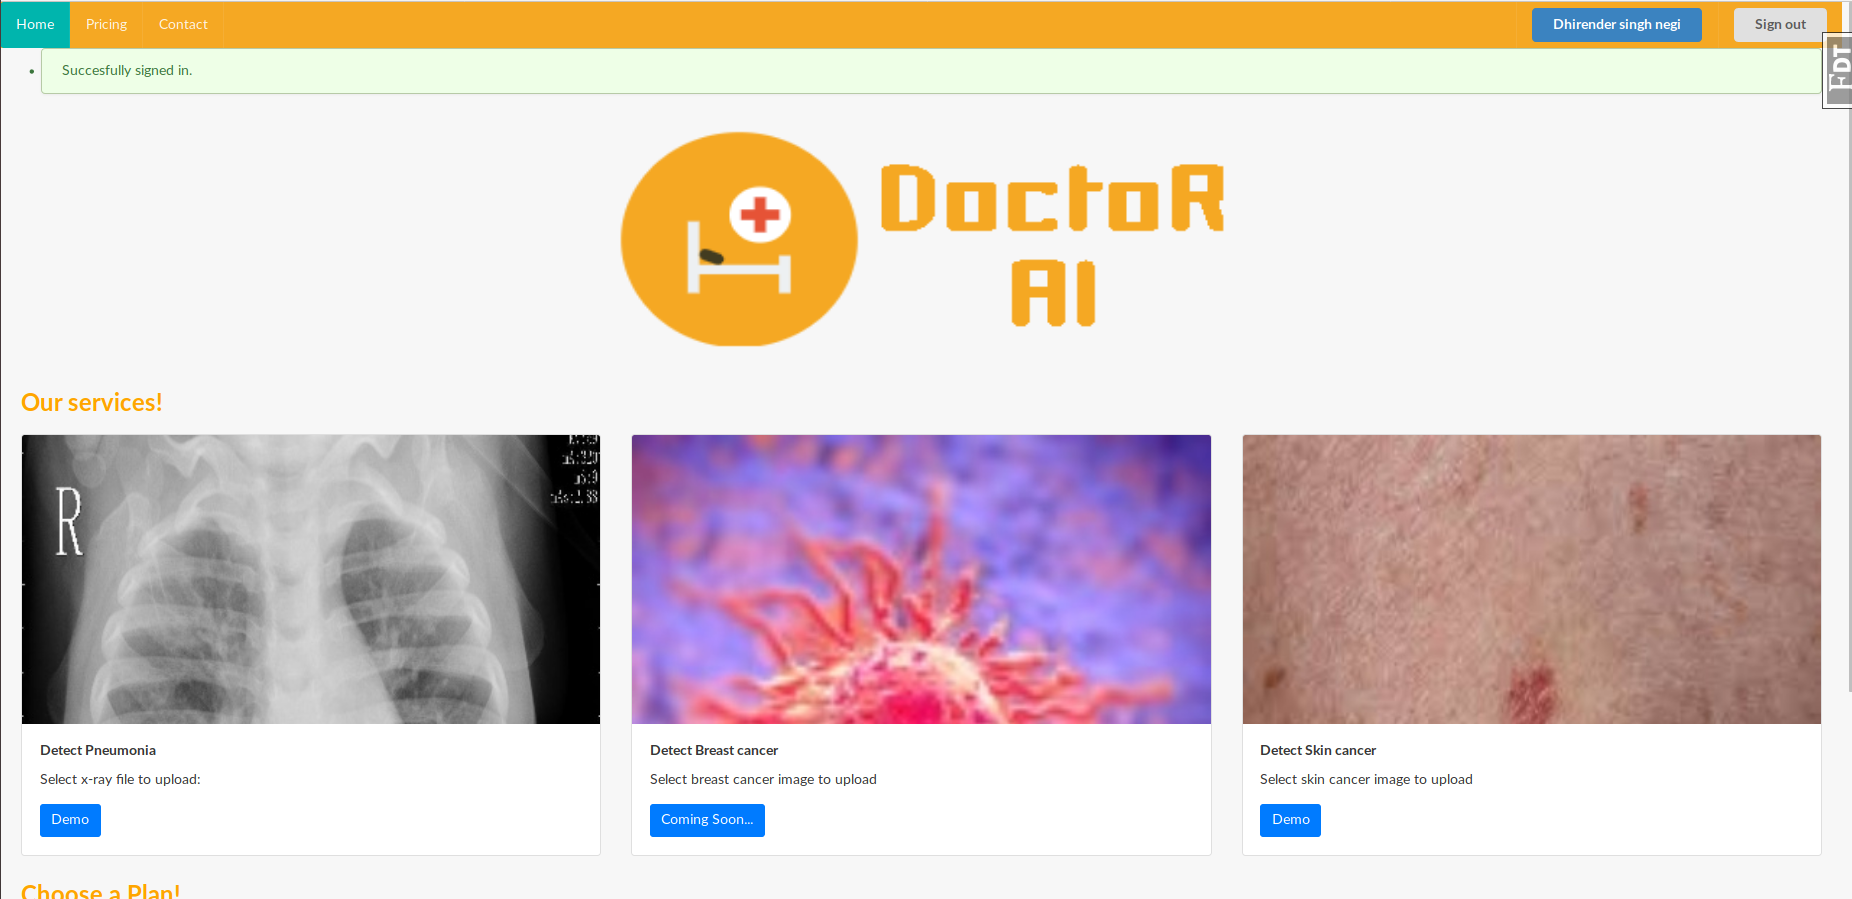 Home Pricing Contact Dhirender singh negi Sign out
Succesfully signed in.
DT
DoctoR
AI
Our services!
R
Detect Pneumonia
Select x-ray file to upload:
Demo
Detect Breast cancer
Select breast cancer image to upload
Coming Soon...
Detect Skin cancer
Select skin cancer image to upload
Demo
Choose a Plan!